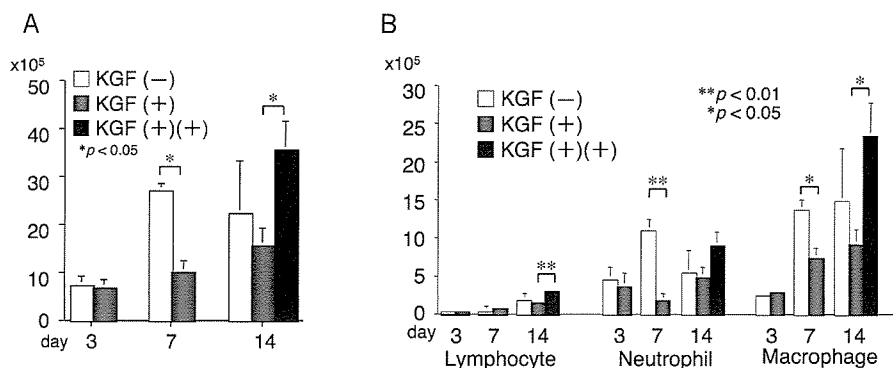 A
x10⁵
50
40
30
20
10
0
KGF (−)
KGF (+)
KGF (+)(+)
*p < 0.05
*
*
day 3 7 14
B
x10⁵
30
25
20
15
10
5
0
KGF (−)
KGF (+)
KGF (+)(+)
**p < 0.01
*p < 0.05
**
**
*
*
day 3 7 14 3 7 14 3 7 14
Lymphocyte Neutrophil Macrophage